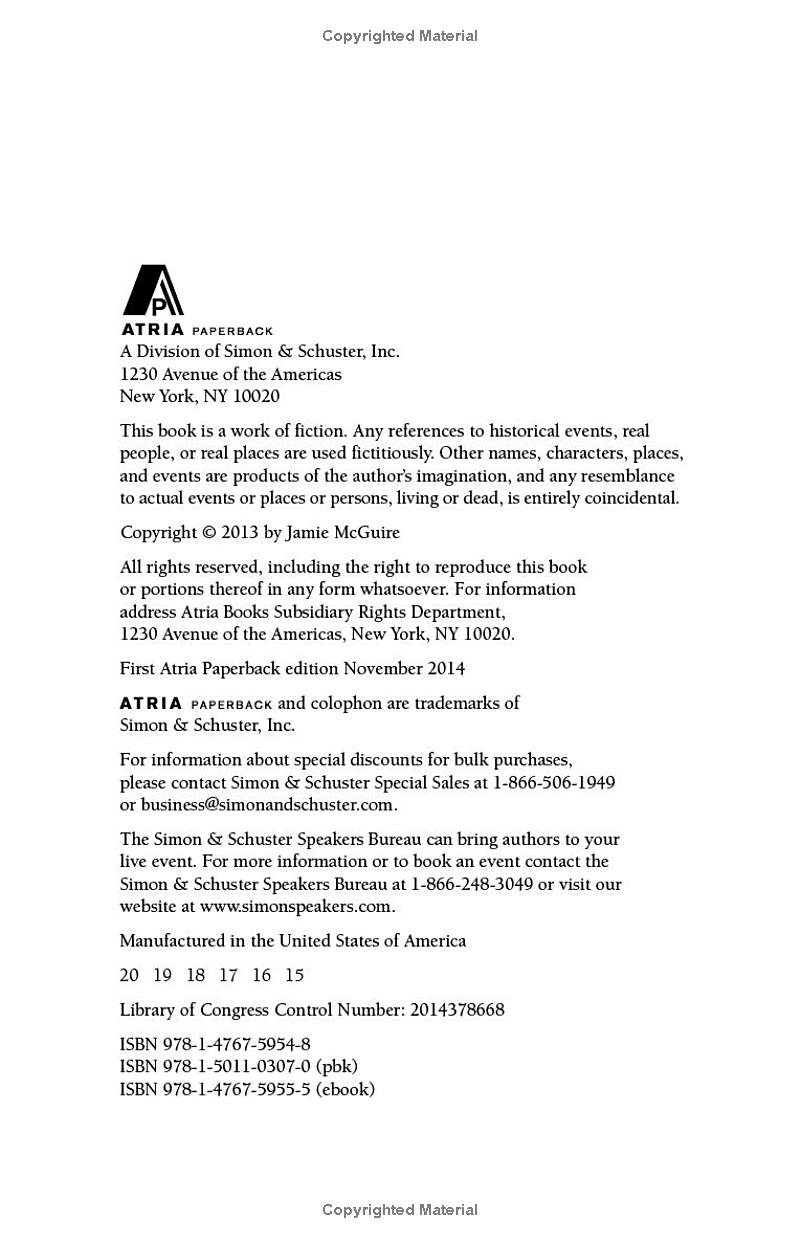 Copyrighted Material
P
ATRIA PAPERBACK
A Division of Simon & Schuster, Inc.
1230 Avenue of the Americas
New York, NY 10020
This book is a work of fiction. Any references to historical events, real
people, or real places are used fictitiously. Other names, characters, places,
and events are products of the author’s imagination, and any resemblance
to actual events or places or persons, living or dead, is entirely coincidental.
Copyright © 2013 by Jamie McGuire
All rights reserved, including the right to reproduce this book
or portions thereof in any form whatsoever. For information
address Atria Books Subsidiary Rights Department,
1230 Avenue of the Americas, New York, NY 10020.
First Atria Paperback edition November 2014
ATRIA PAPERBACK and colophon are trademarks of
Simon & Schuster, Inc.
For information about special discounts for bulk purchases,
please contact Simon & Schuster Special Sales at 1-866-506-1949
or business@simonandschuster.com.
The Simon & Schuster Speakers Bureau can bring authors to your
live event. For more information or to book an event contact the
Simon & Schuster Speakers Bureau at 1-866-248-3049 or visit our
website at www.simonspeakers.com.
Manufactured in the United States of America
20 19 18 17 16 15
Library of Congress Control Number: 2014378668
ISBN 978-1-4767-5954-8
ISBN 978-1-5011-0307-0 (pbk)
ISBN 978-1-4767-5955-5 (ebook)
Copyrighted Material